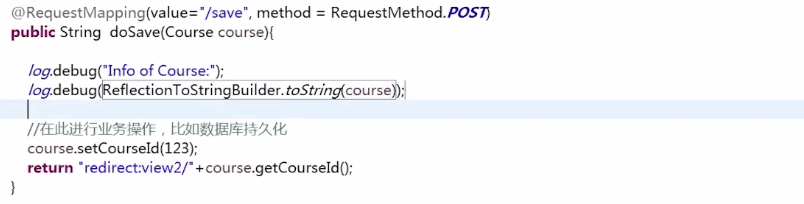 @RequestMapping(value="/save", method = RequestMethod.POST)
public String  doSave(Course course){
log.debug("Info of Course:");
log.debug(ReflectionToStringBuilder.toString(course));
//在此进行业务操作，比如数据库持久化
course.setCourseId(123);
return "redirect:view2/"+course.getCourseId();
}